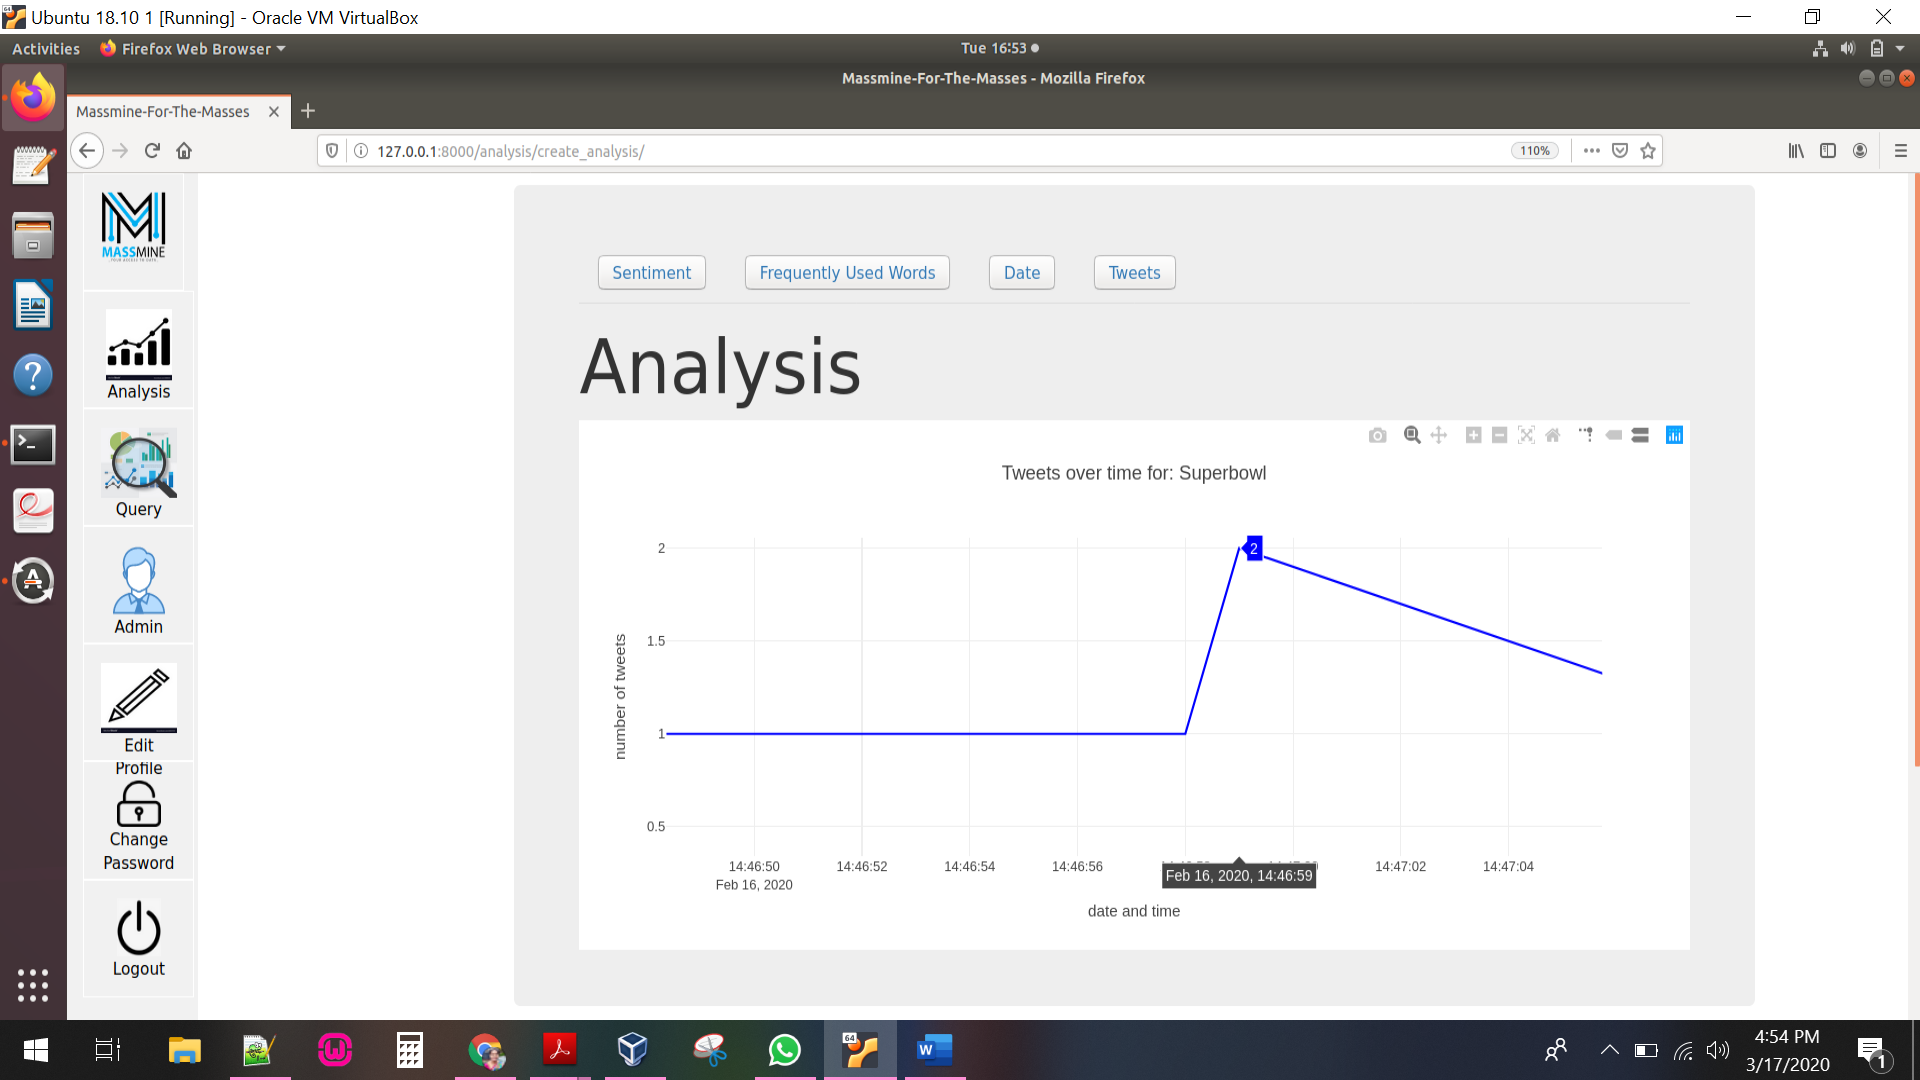 Ubuntu 18.10 1 [Running] - Oracle VM VirtualBox
Activities
Firefox Web Browser
Tue 16:53
Massmine-For-The-Masses - Mozilla Firefox
Massmine-For-The-Masses
127.0.0.1:8000/analysis/create_analysis/
110%
MASSMINE
Analysis
Query
Admin
Edit
Profile
Change
Password
Logout
Sentiment
Frequently Used Words
Date
Tweets
Analysis
Tweets over time for: Superbowl
2
2
1.5
1
0.5
number of tweets
14:46:50
14:46:52
14:46:54
14:46:56
14:47:02
14:47:04
Feb 16, 2020
Feb 16, 2020, 14:46:59
date and time
64
W
4:54 PM
3/17/2020
1